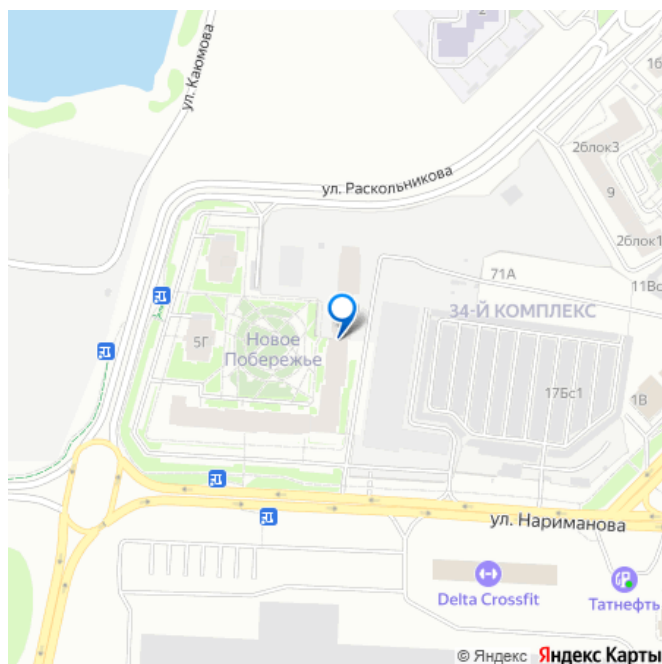 2
ул. Каюмова
1б
2блок3
ул. Раскольникова
9
2блок1
71А
11Вс
34-Й КОМПЛЕКС
5Г
Новое
Побережье
17Бс1
1В
ул. Нариманова
Delta Crossfit
Татнефть
© Яндекс Яндекс Карты